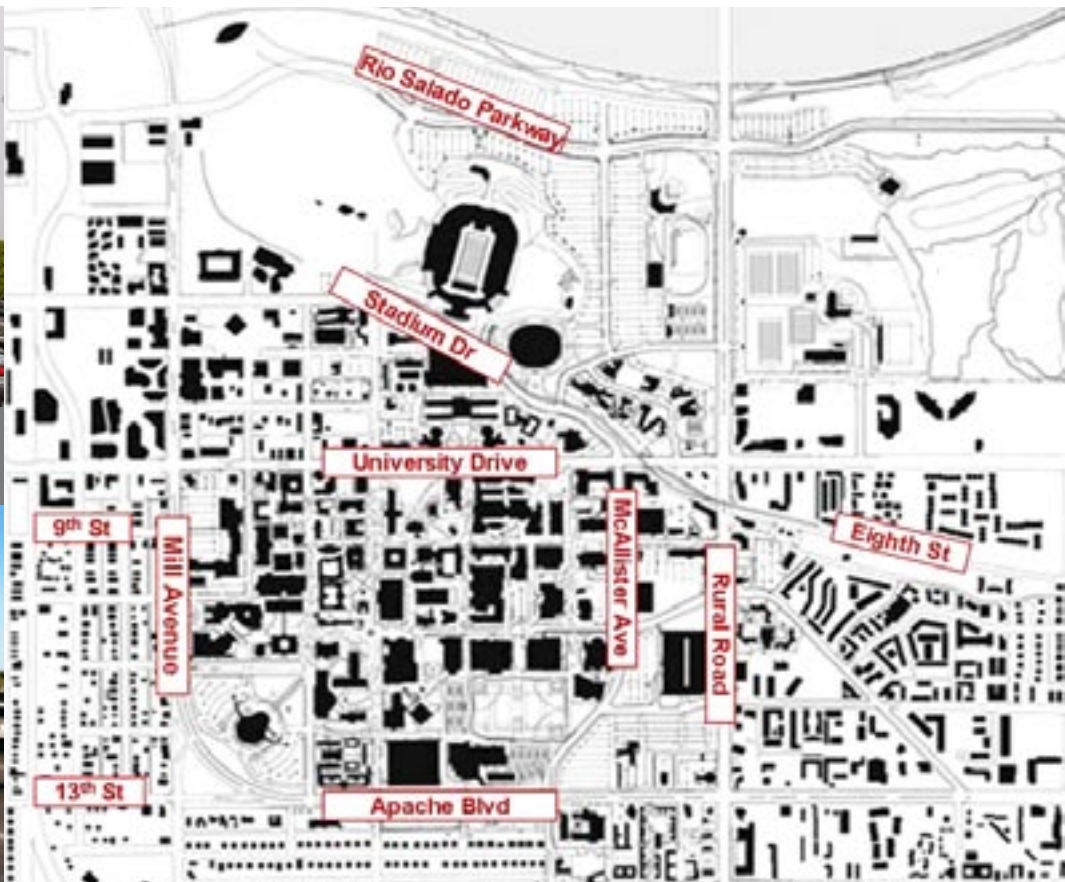 Rio Salado Parkway
Stadium Dr
University Drive
9th St
Mill Avenue
McAllister Ave
Eighth St
Rural Road
13th St
Apache Blvd